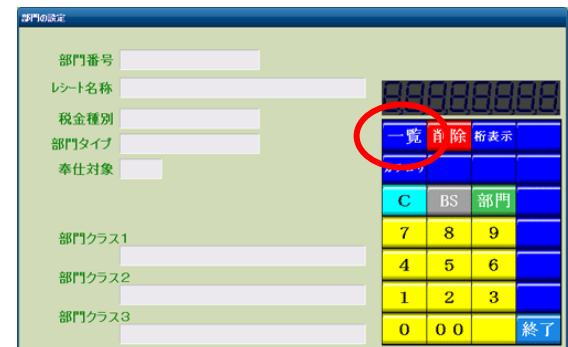 部門の設定
部門番号
レシート名称
税金種別
部門タイプ
奉仕対象
部門クラス1
部門クラス2
部門クラス3
一覧 削除 桁表示
C BS 部門
7 8 9
4 5 6
1 2 3
0 00 終了